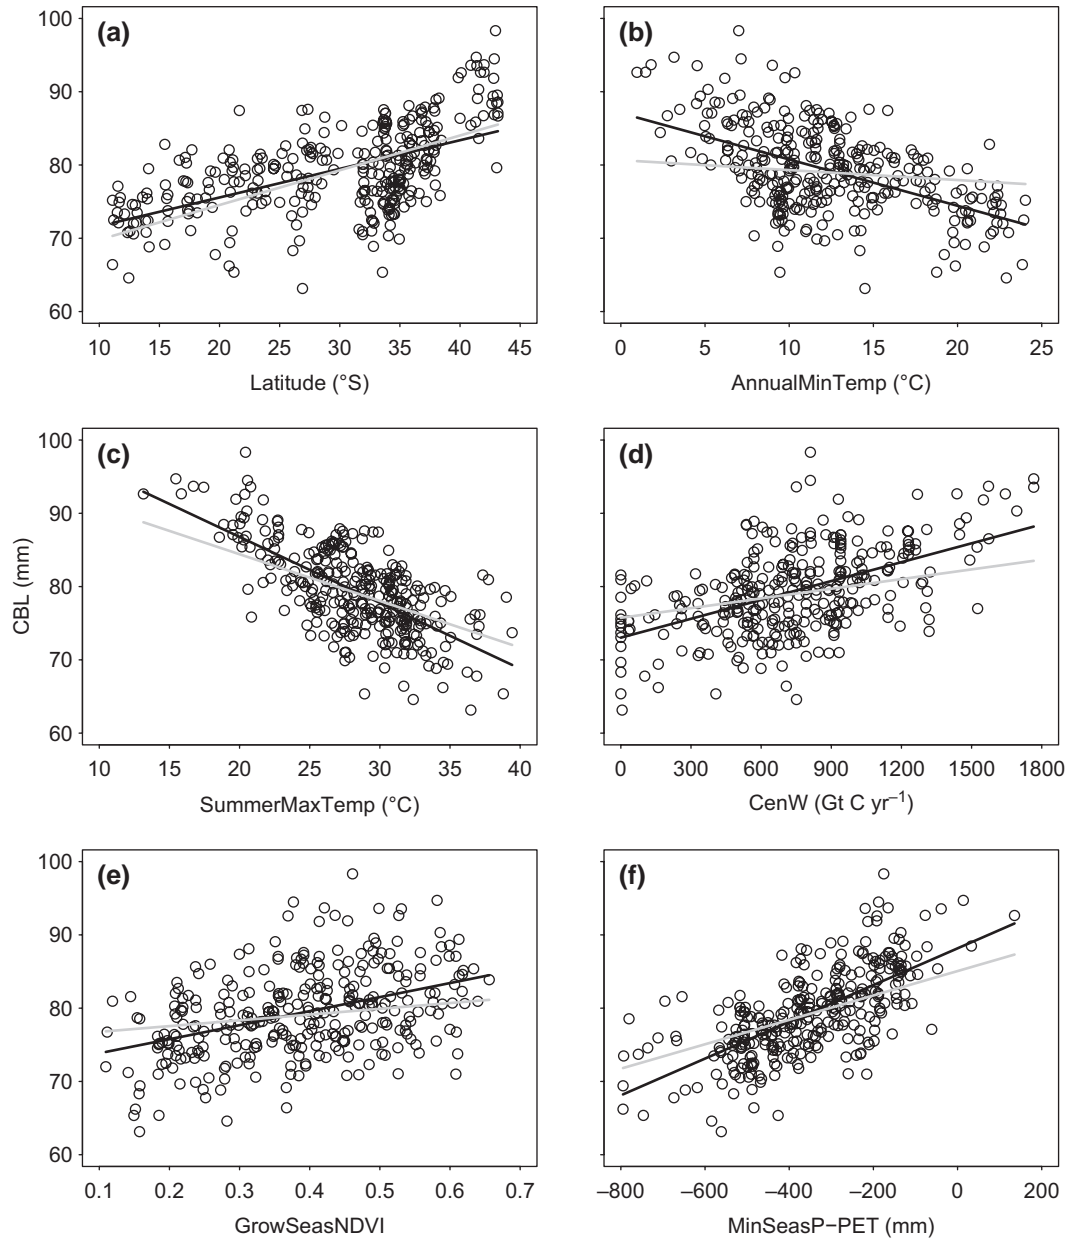 (a)
100
90
80
70
60
10 15 20 25 30 35 40 45
Latitude (°S)
(b)
0 5 10 15 20 25
AnnualMinTemp (°C)
CBL (mm)
(c)
100
90
80
70
60
10 15 20 25 30 35 40
SummerMaxTemp (°C)
(d)
0 300 600 900 1200 1500 1800
CenW (Gt C yr⁻¹)
(e)
100
90
80
70
60
0.1 0.2 0.3 0.4 0.5 0.6 0.7
GrowSeasNDVI
(f)
−800 −600 −400 −200 0 200
MinSeasP−PET (mm)